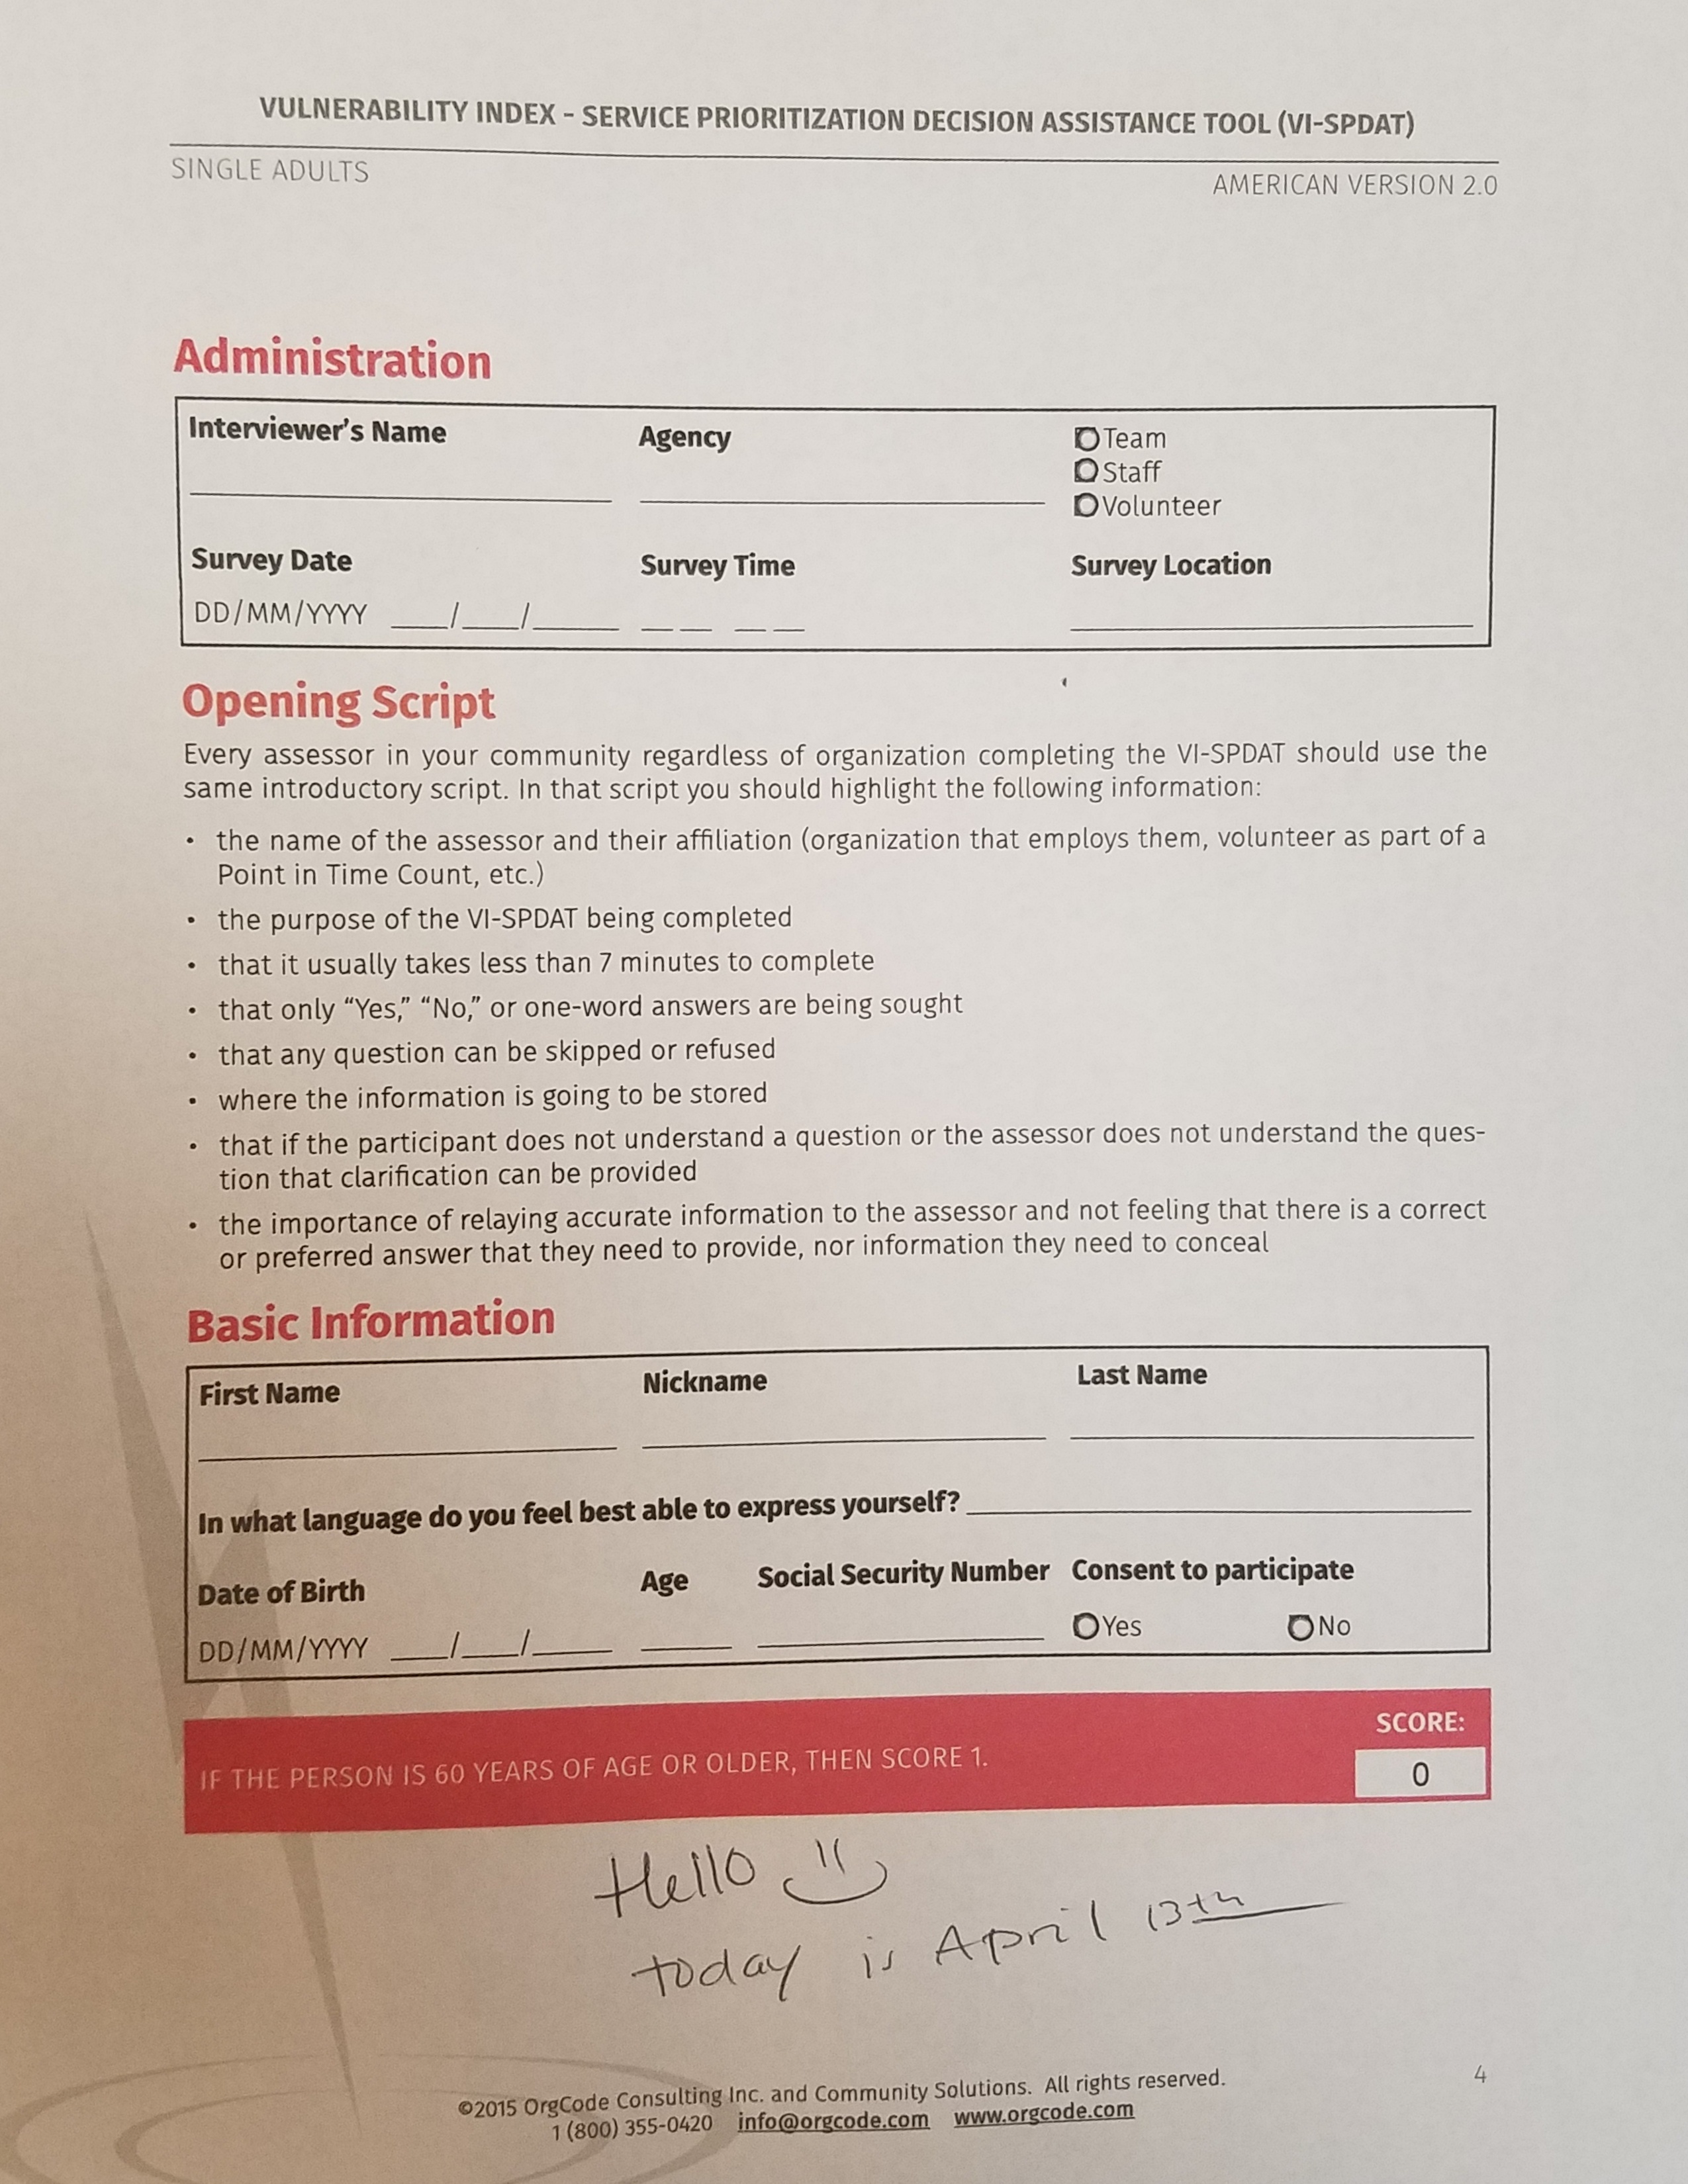 VULNERABILITY INDEX - SERVICE PRIORITIZATION DECISION ASSISTANCE TOOL (VI-SPDAT)
SINGLE ADULTS
AMERICAN VERSION 2.0
Administration
Interviewer's Name
Agency
Team
Staff
Volunteer
Survey Date
Survey Time
Survey Location
DD/MM/YYYY ___/___/_____
__ __ __ __
Opening Script
Every assessor in your community regardless of organization completing the VI-SPDAT should use the
same introductory script. In that script you should highlight the following information:
• the name of the assessor and their affiliation (organization that employs them, volunteer as part of a
Point in Time Count, etc.)
• the purpose of the VI-SPDAT being completed
• that it usually takes less than 7 minutes to complete
• that only “Yes,” “No,” or one-word answers are being sought
• that any question can be skipped or refused
• where the information is going to be stored
• that if the participant does not understand a question or the assessor does not understand the ques-
tion that clarification can be provided
• the importance of relaying accurate information to the assessor and not feeling that there is a correct
or preferred answer that they need to provide, nor information they need to conceal
Basic Information
First Name
Nickname
Last Name
In what language do you feel best able to express yourself?
Date of Birth
Age
Social Security Number
Consent to participate
DD/MM/YYYY ___/___/_____
Yes
No
SCORE:
IF THE PERSON IS 60 YEARS OF AGE OR OLDER, THEN SCORE 1.
0
Hello
today is April 13th
4
©2015 OrgCode Consulting Inc. and Community Solutions. All rights reserved.
1 (800) 355-0420 info@orgcode.com www.orgcode.com